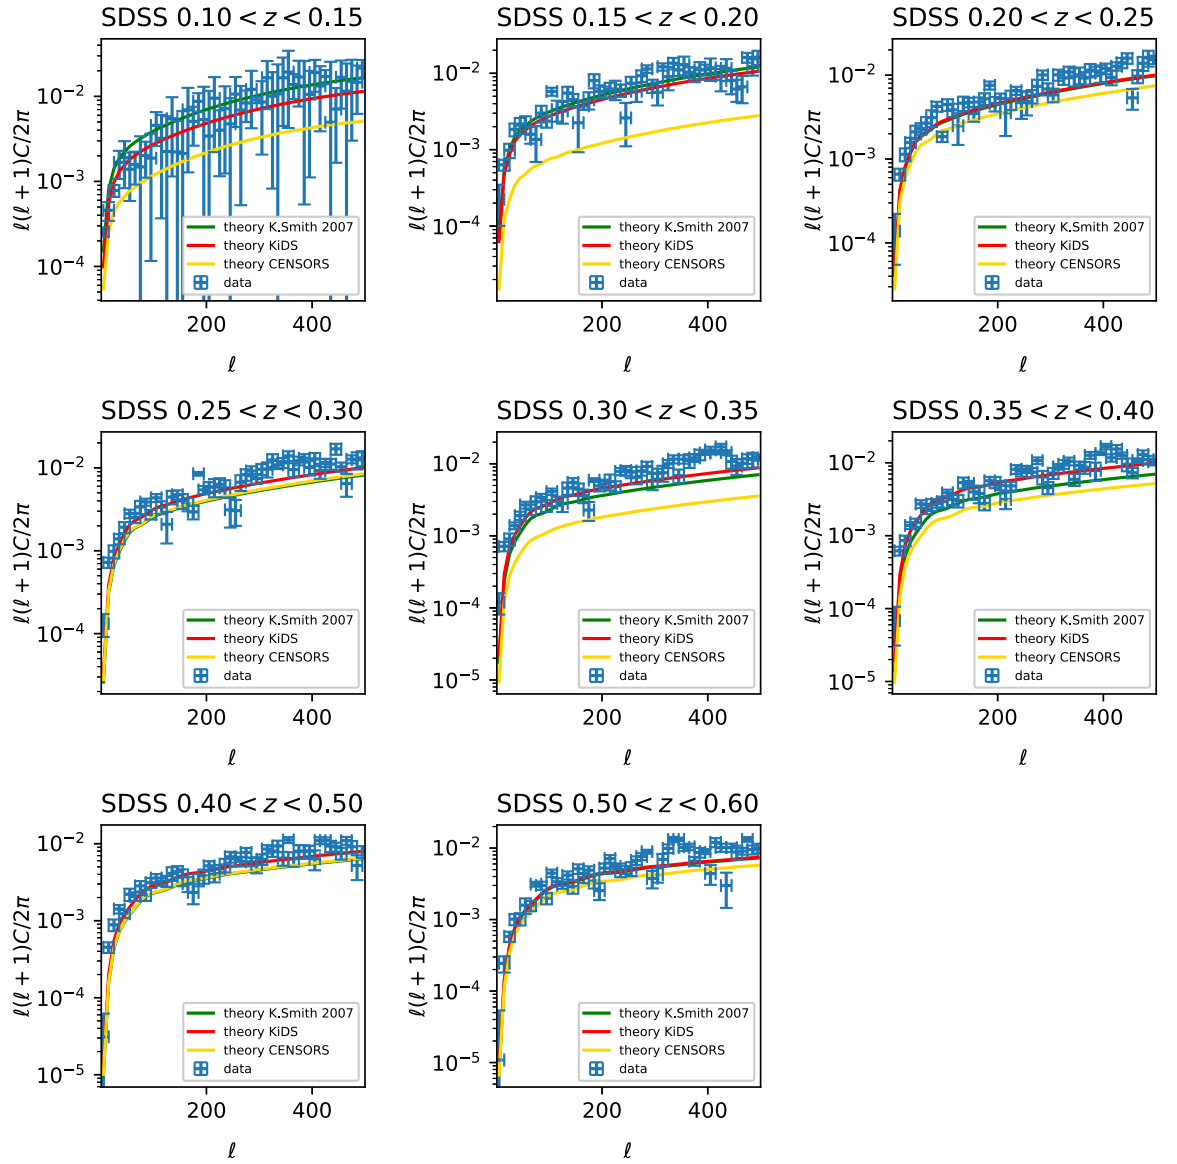 SDSS 0.10 < z < 0.15
ℓ(ℓ + 1)C/2π
10⁻²
10⁻³
10⁻⁴
theory K.Smith 2007
theory KiDS
theory CENSORS
data
200 400
ℓ
SDSS 0.15 < z < 0.20
ℓ(ℓ + 1)C/2π
10⁻²
10⁻³
10⁻⁴
theory K.Smith 2007
theory KiDS
theory CENSORS
data
200 400
ℓ
SDSS 0.20 < z < 0.25
ℓ(ℓ + 1)C/2π
10⁻²
10⁻³
10⁻⁴
theory K.Smith 2007
theory KiDS
theory CENSORS
data
200 400
ℓ
SDSS 0.25 < z < 0.30
ℓ(ℓ + 1)C/2π
10⁻²
10⁻³
10⁻⁴
theory K.Smith 2007
theory KiDS
theory CENSORS
data
200 400
ℓ
SDSS 0.30 < z < 0.35
ℓ(ℓ + 1)C/2π
10⁻²
10⁻³
10⁻⁴
10⁻⁵
theory K.Smith 2007
theory KiDS
theory CENSORS
data
200 400
ℓ
SDSS 0.35 < z < 0.40
ℓ(ℓ + 1)C/2π
10⁻²
10⁻³
10⁻⁴
10⁻⁵
theory K.Smith 2007
theory KiDS
theory CENSORS
data
200 400
ℓ
SDSS 0.40 < z < 0.50
ℓ(ℓ + 1)C/2π
10⁻²
10⁻³
10⁻⁴
10⁻⁵
theory K.Smith 2007
theory KiDS
theory CENSORS
data
200 400
ℓ
SDSS 0.50 < z < 0.60
ℓ(ℓ + 1)C/2π
10⁻²
10⁻³
10⁻⁴
10⁻⁵
theory K.Smith 2007
theory KiDS
theory CENSORS
data
200 400
ℓ